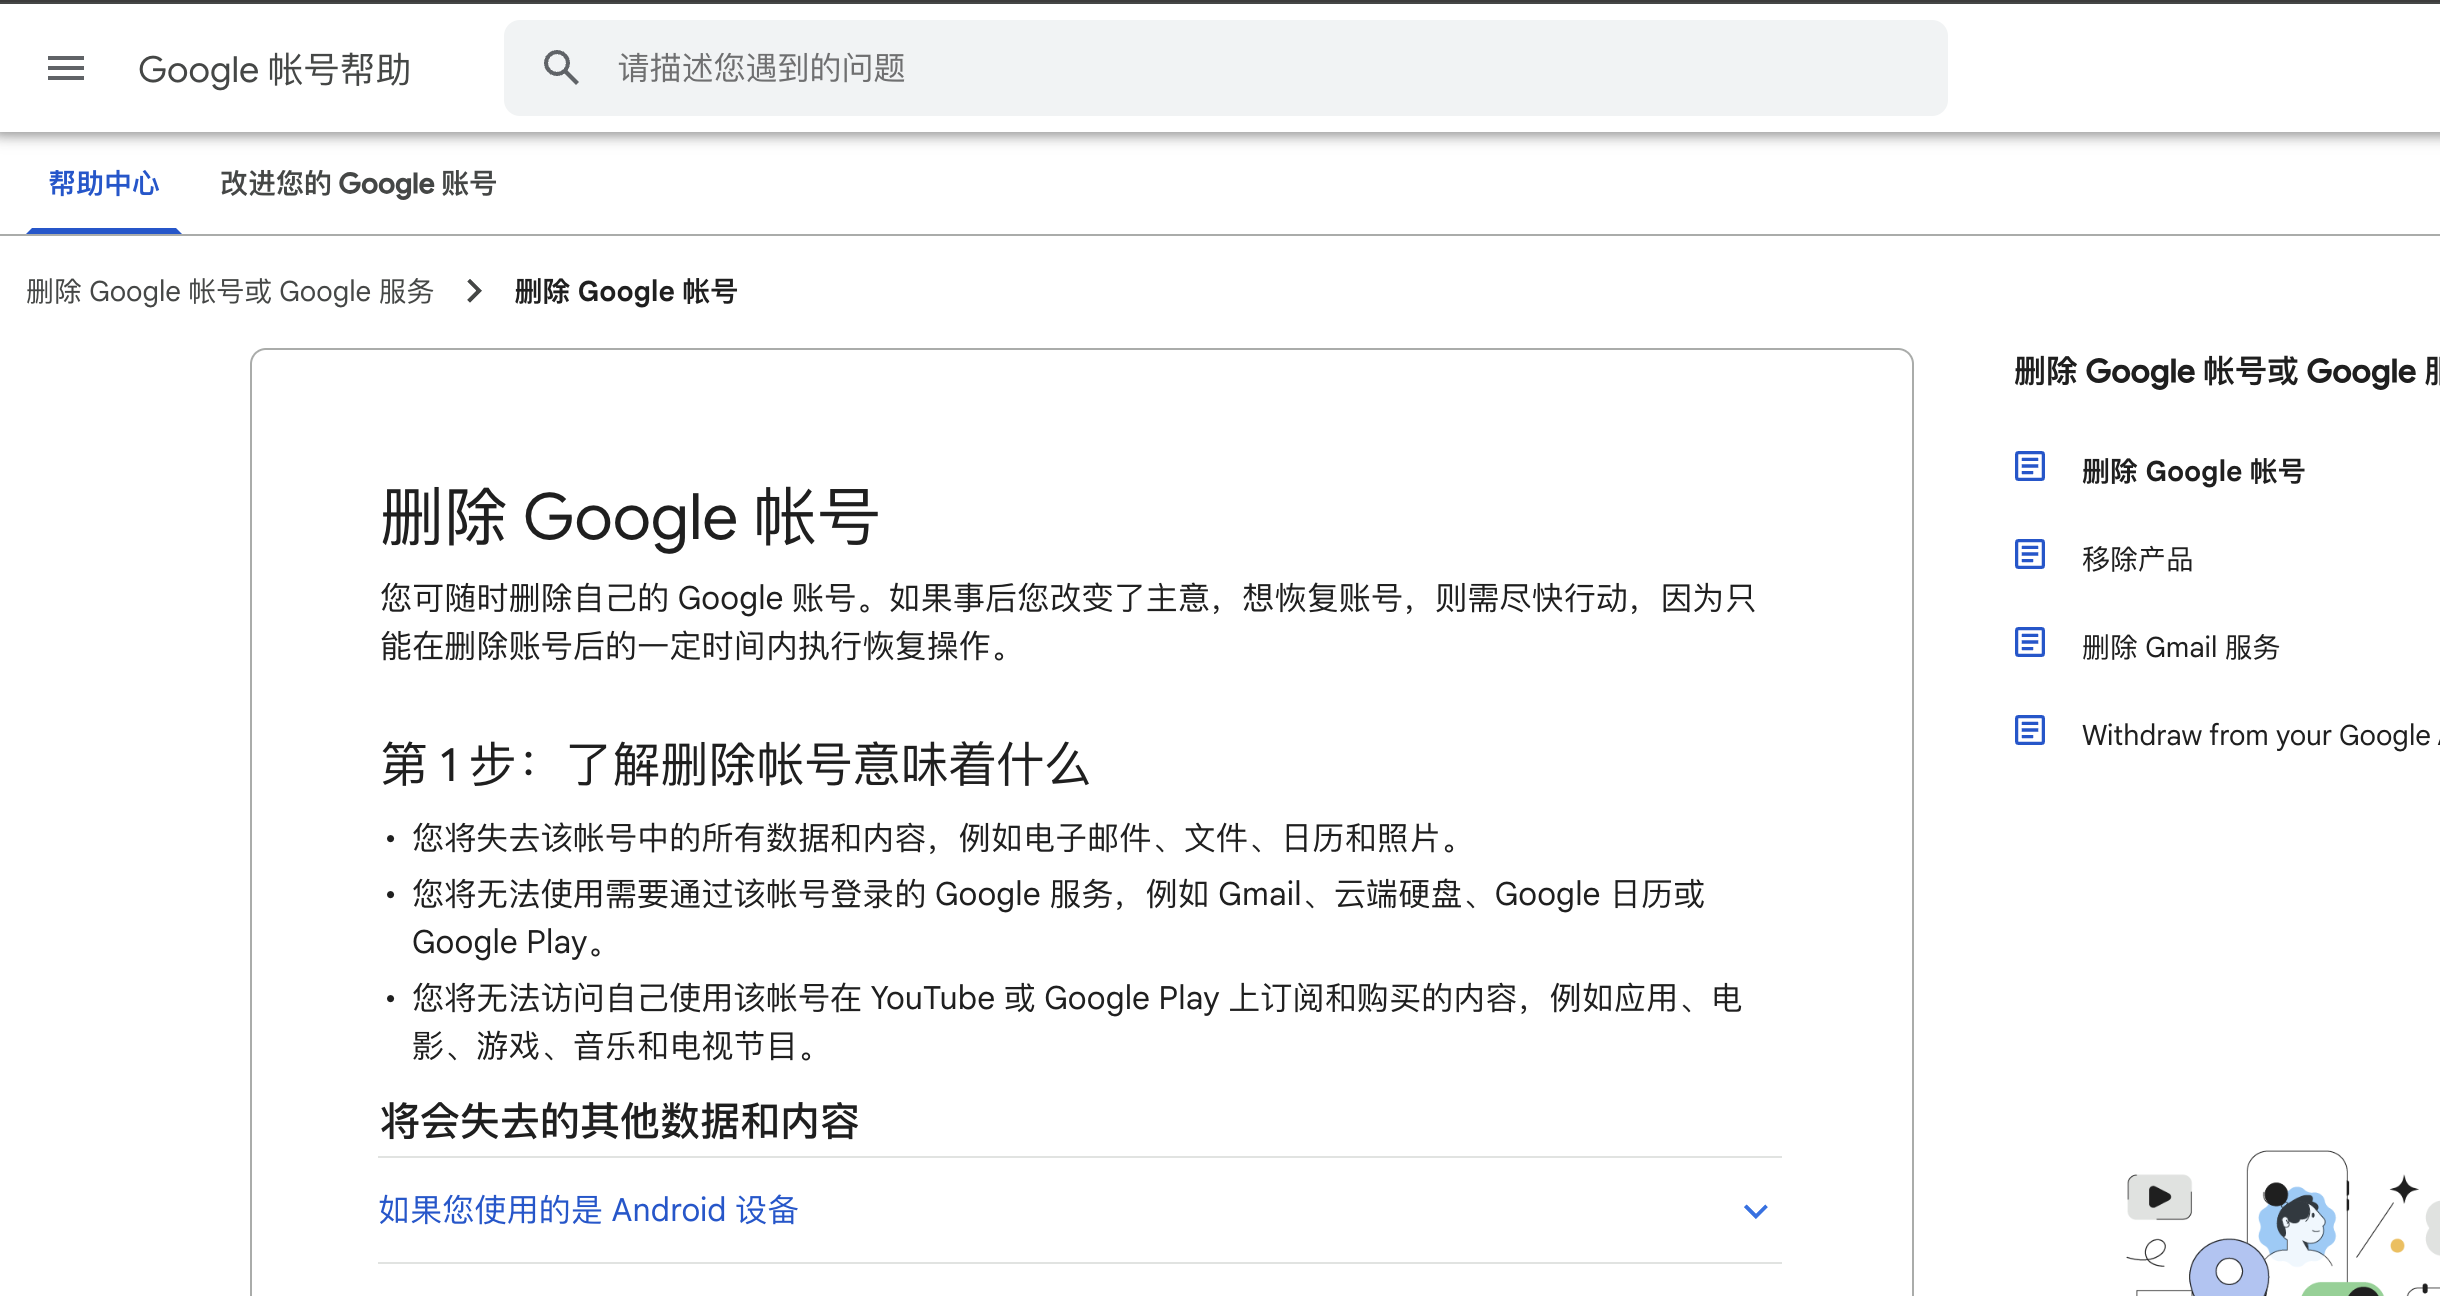 Google 帐号帮助
请描述您遇到的问题
帮助中心
改进您的 Google 账号
删除 Google 帐号或 Google 服务
删除 Google 帐号
删除 Google 帐号
您可随时删除自己的 Google 账号。如果事后您改变了主意，想恢复账号，则需尽快行动，因为只
能在删除账号后的一定时间内执行恢复操作。
第 1 步：了解删除帐号意味着什么
• 您将失去该帐号中的所有数据和内容，例如电子邮件、文件、日历和照片。
• 您将无法使用需要通过该帐号登录的 Google 服务，例如 Gmail、云端硬盘、Google 日历或
Google Play。
• 您将无法访问自己使用该帐号在 YouTube 或 Google Play 上订阅和购买的内容，例如应用、电
影、游戏、音乐和电视节目。
将会失去的其他数据和内容
如果您使用的是 Android 设备
删除 Google 帐号或 Google
删除 Google 帐号
移除产品
删除 Gmail 服务
Withdraw from your Google